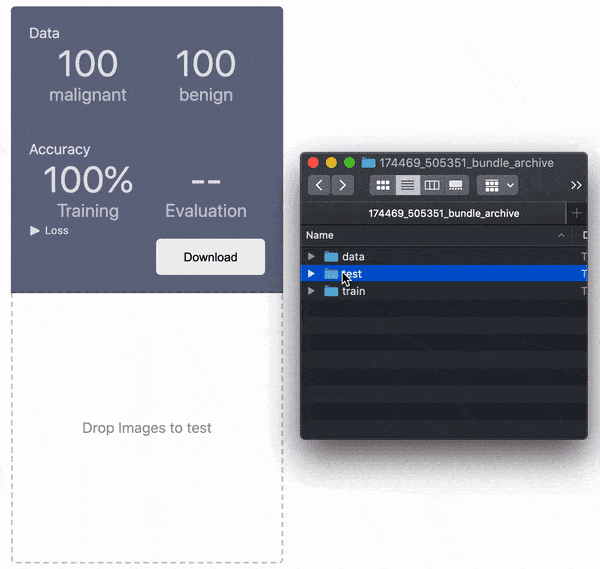 Data
100 100
malignant benign
Accuracy
100% --
Training Evaluation
Loss
Download
Drop Images to test
174469_505351_bundle_archive
174469_505351_bundle_archive
Name
data
test
train